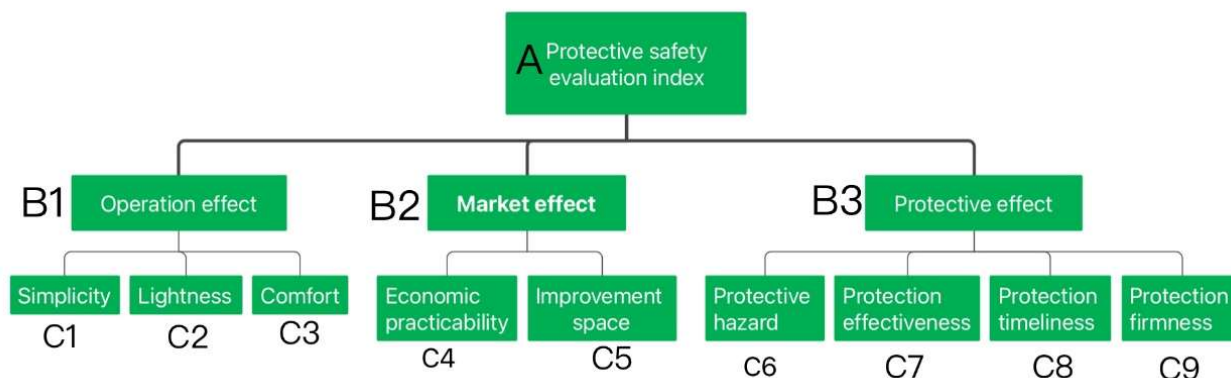 A
Protective safety
evaluation index
B1
Operation effect
B2
Market effect
B3
Protective effect
Simplicity
Lightness
Comfort
Economic
practicability
Improvement
space
Protective
hazard
Protection
effectiveness
Protection
timeliness
Protection
firmness
C1
C2
C3
C4
C5
C6
C7
C8
C9